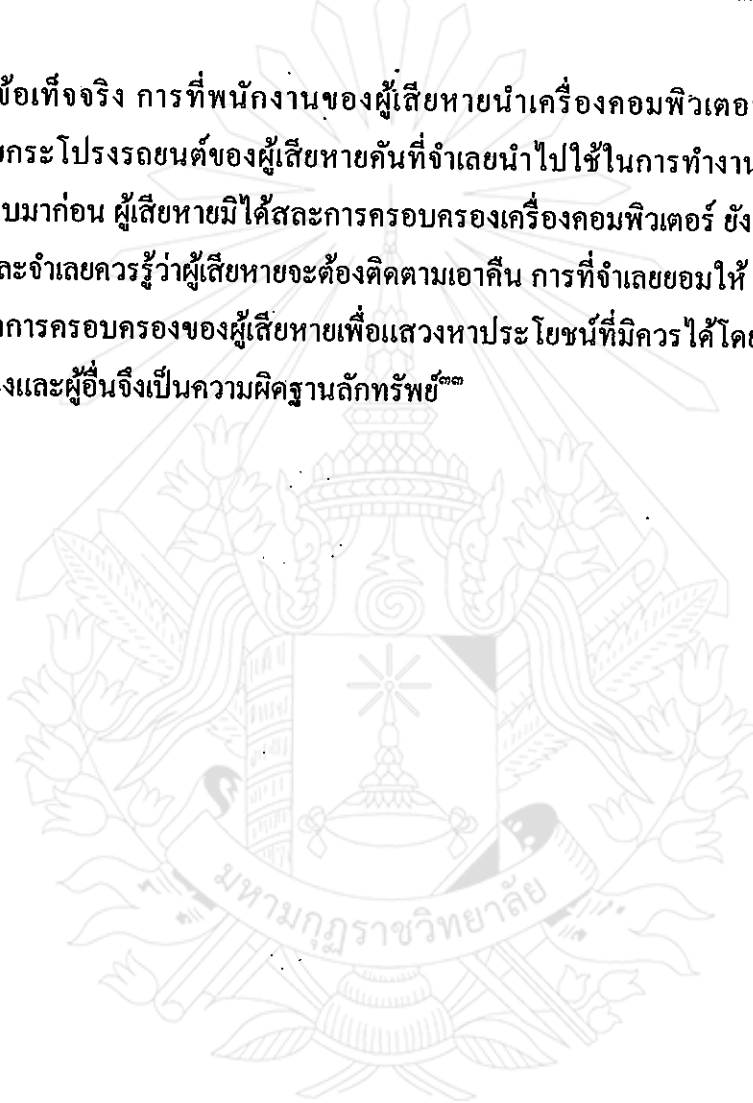 ข้อเท็จจริง การที่พนักงานของผู้เสียหายนำเครื่องคอมพิวเตอ
กระโปรงรถยนต์ของผู้เสียหายคันที่จำเลยนำไปใช้ในการทำงาน
บมาก่อน ผู้เสียหายมิได้สละการครอบครองเครื่องคอมพิวเตอร์ ยัง
ละจำเลยควรรู้ว่าผู้เสียหายจะต้องติดตามเอาคืน การที่จำเลยยอมให้
การครอบครองของผู้เสียหายเพื่อแสวงหาประโยชน์ที่มิควรได้โดย
งและผู้อื่นจึงเป็นความผิดฐานลักทรัพย์๓๓
มหามกุฏราชวิทยาลัย